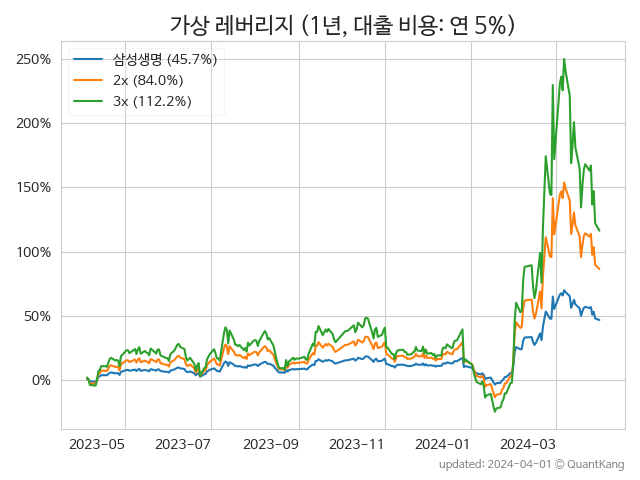 가상 레버리지 (1년, 대출 비용: 연 5%)
삼성생명 (45.7%)
2x (84.0%)
3x (112.2%)
250%
200%
150%
100%
50%
0%
2023-05 2023-07 2023-09 2023-11 2024-01 2024-03
updated: 2024-04-01 © QuantKang